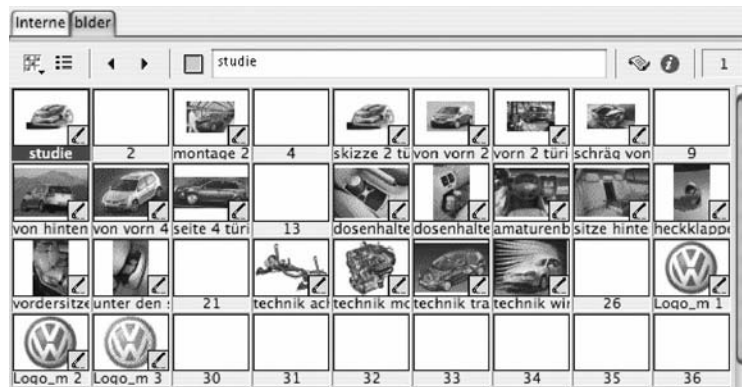 Interne bilder
studie
1
studie 2 montage 2 4 skizze 2 tü von vorn 2 vorn 2 türi schräg von 9
von hinten von vorn 4 seite 4 türi 13 dosenhalte dosenhalte amaturenb sitze hinte heckklappe
vordersitze unter den s 21 technik ach technik mo technik tra technik wir 26 Logo_m 1
Logo_m 2 Logo_m 3 30 31 32 33 34 35 36